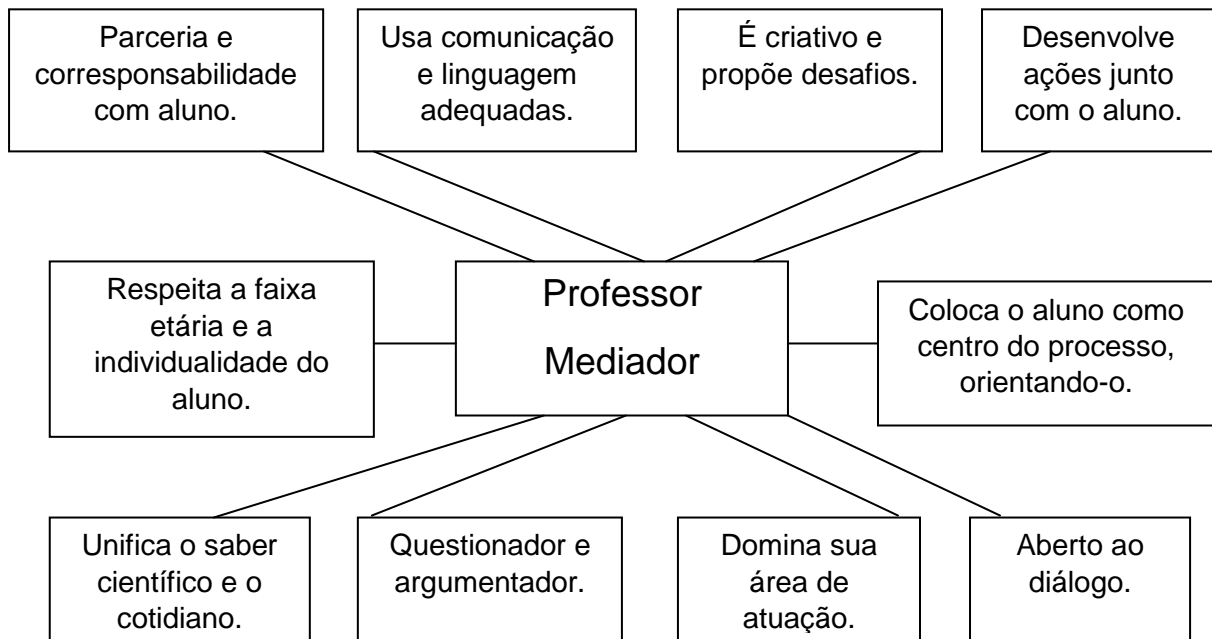 Parceria e
corresponsabilidade
com aluno.
Usa comunicação
e linguagem
adequadas.
É criativo e
propõe desafios.
Desenvolve
ações junto
com o aluno.
Respeita a faixa
etária e a
individualidade do
aluno.
Professor
Mediador
Coloca o aluno como
centro do processo,
orientando-o.
Unifica o saber
científico e o
cotidiano.
Questionador e
argumentador.
Domina sua
área de
atuação.
Aberto ao
diálogo.